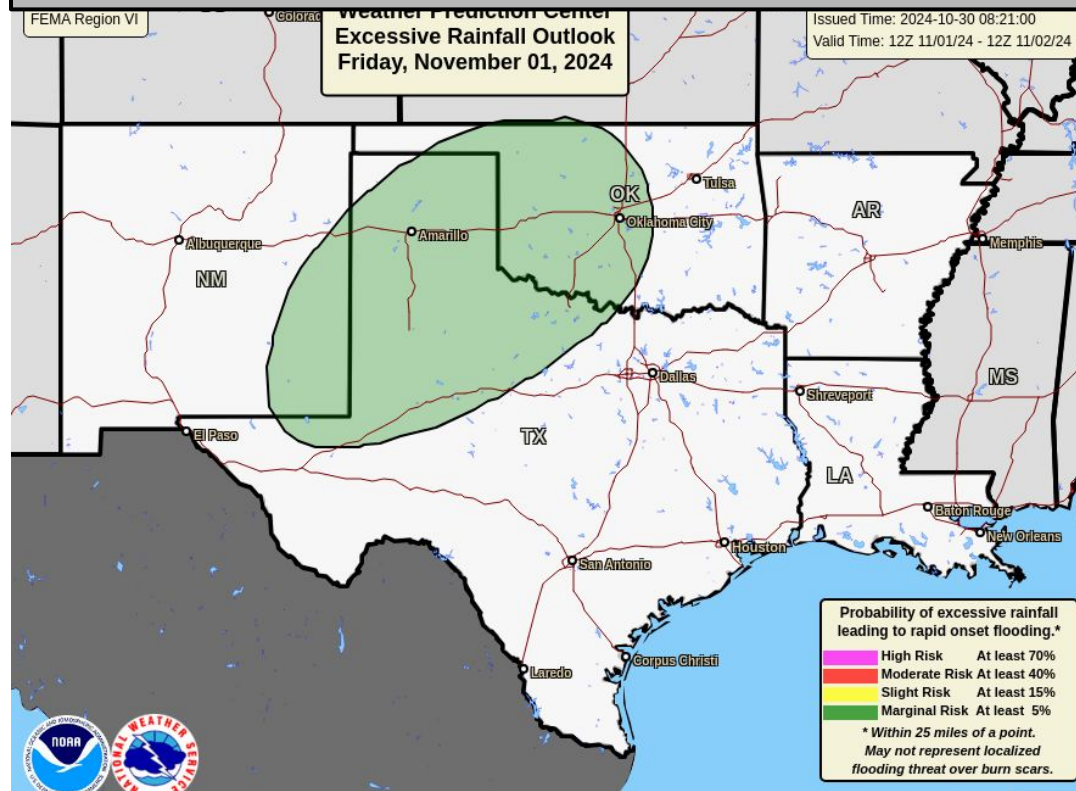 FEMA Region VI
Weather Prediction Center
Excessive Rainfall Outlook
Friday, November 01, 2024
Issued Time: 2024-10-30 08:21:00
Valid Time: 12Z 11/01/24 - 12Z 11/02/24
Colorad
Tulsa
OK
Oklahoma City
AR
Amarillo
Albuquerque
Memphis
NM
Dallas
MS
Shreveport
El Paso
TX
LA
Baton Rouge
New Orleans
Houston
San Antonio
Corpus Christi
Laredo
Probability of excessive rainfall
leading to rapid onset flooding.*
High Risk At least 70%
Moderate Risk At least 40%
Slight Risk At least 15%
Marginal Risk At least 5%
* Within 25 miles of a point.
May not represent localized
flooding threat over burn scars.
NOAA
NATIONAL WEATHER SERVICE